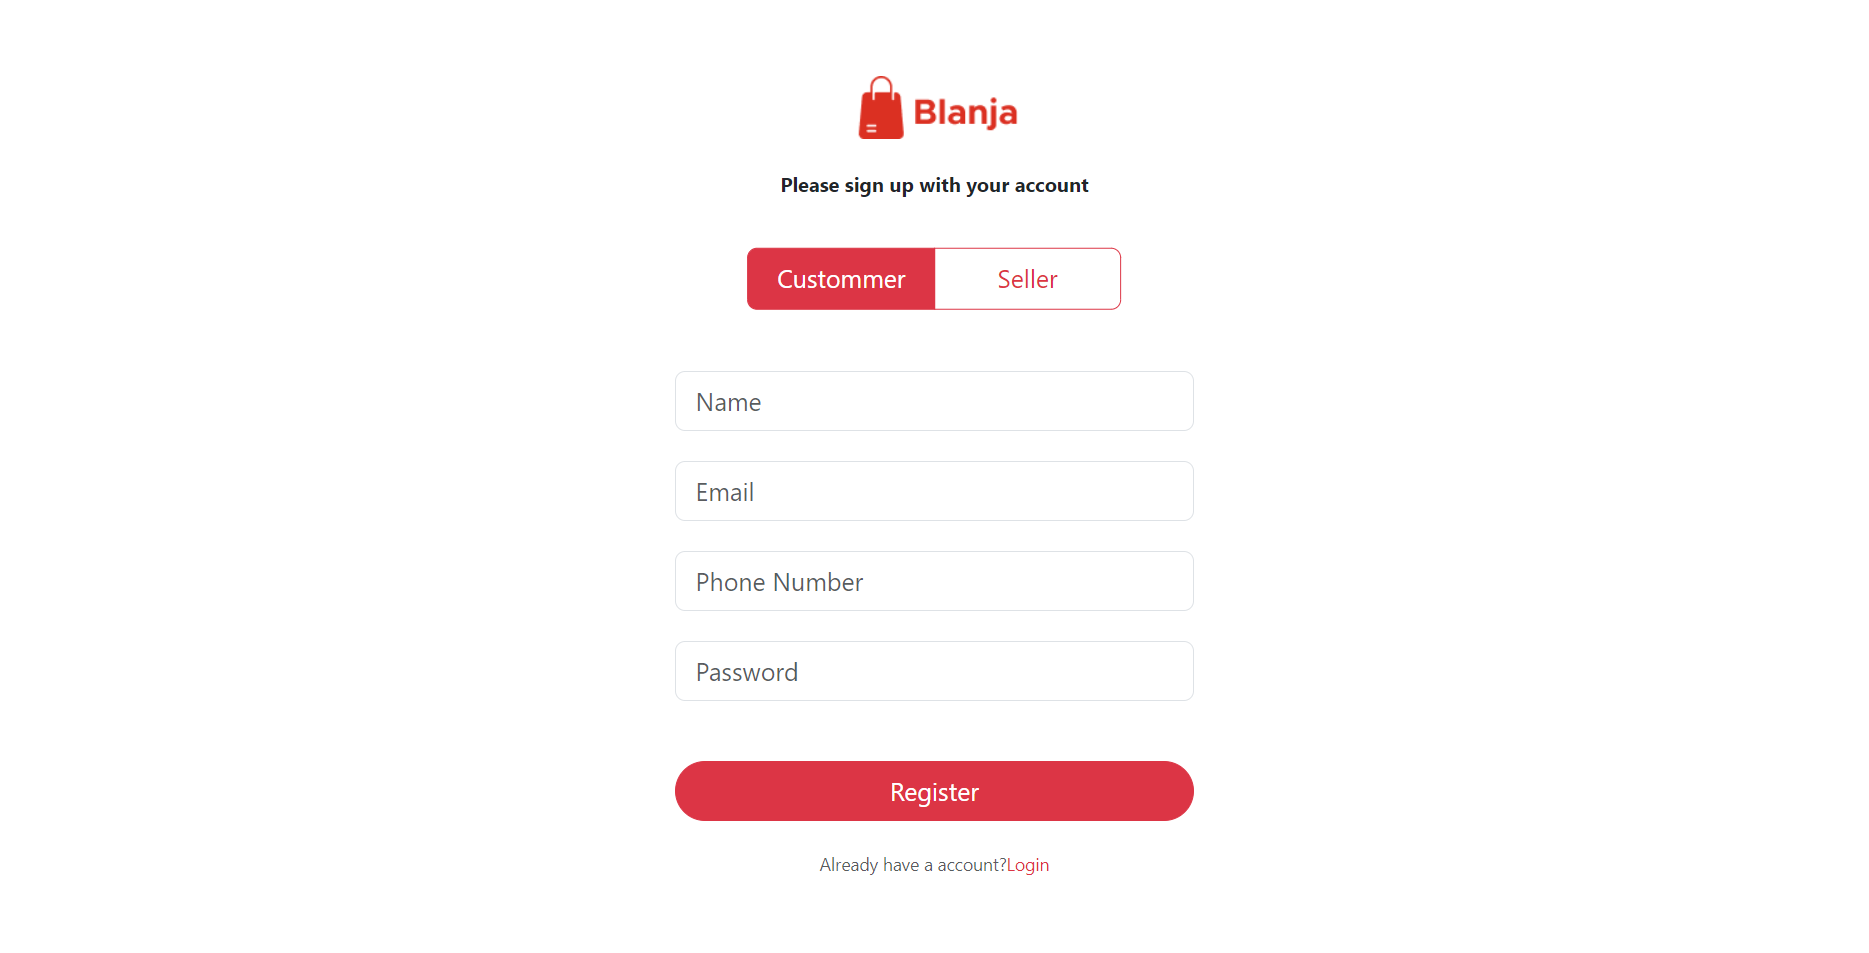 Blanja
Please sign up with your account
Custommer Seller
Name
Email
Phone Number
Password
Register
Already have a account?Login